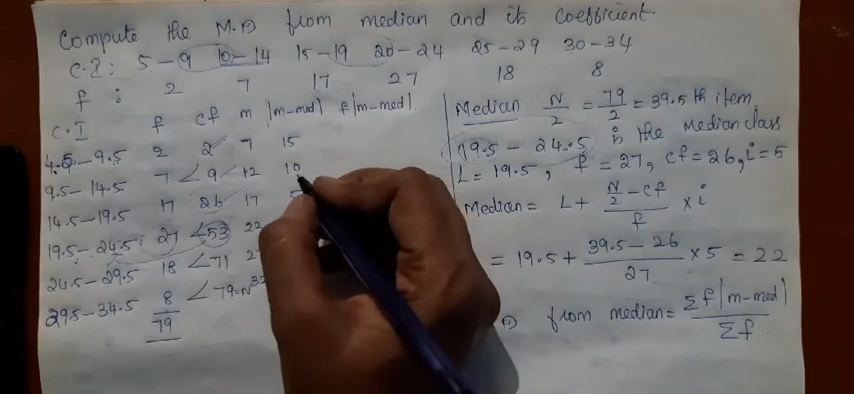 Compute the M.D from median and its coefficient.
C.I : 5 - 9 10 - 14 15 - 19 20 - 24 25 - 29 30 - 34
f : 2 7 17 27 18 8
C.I f cf m |m-med| f|m-med|
4.5 - 9.5 2 2 7 15
9.5 - 14.5 7 9 12 10
14.5 - 19.5 17 26 17
19.5 - 24.5 27 53 22
24.5 - 29.5 18 71
29.5 - 34.5 8 79=N 32
79
Median N/2 = 79/2 = 39.5th item
19.5 - 24.5 is the Median class
L = 19.5, f = 27, cf = 26, i = 5
Median = L + (N/2 - cf)/f × i
= 19.5 + (39.5 - 26)/27 × 5 = 22
D from median = Σf|m-med|/Σf